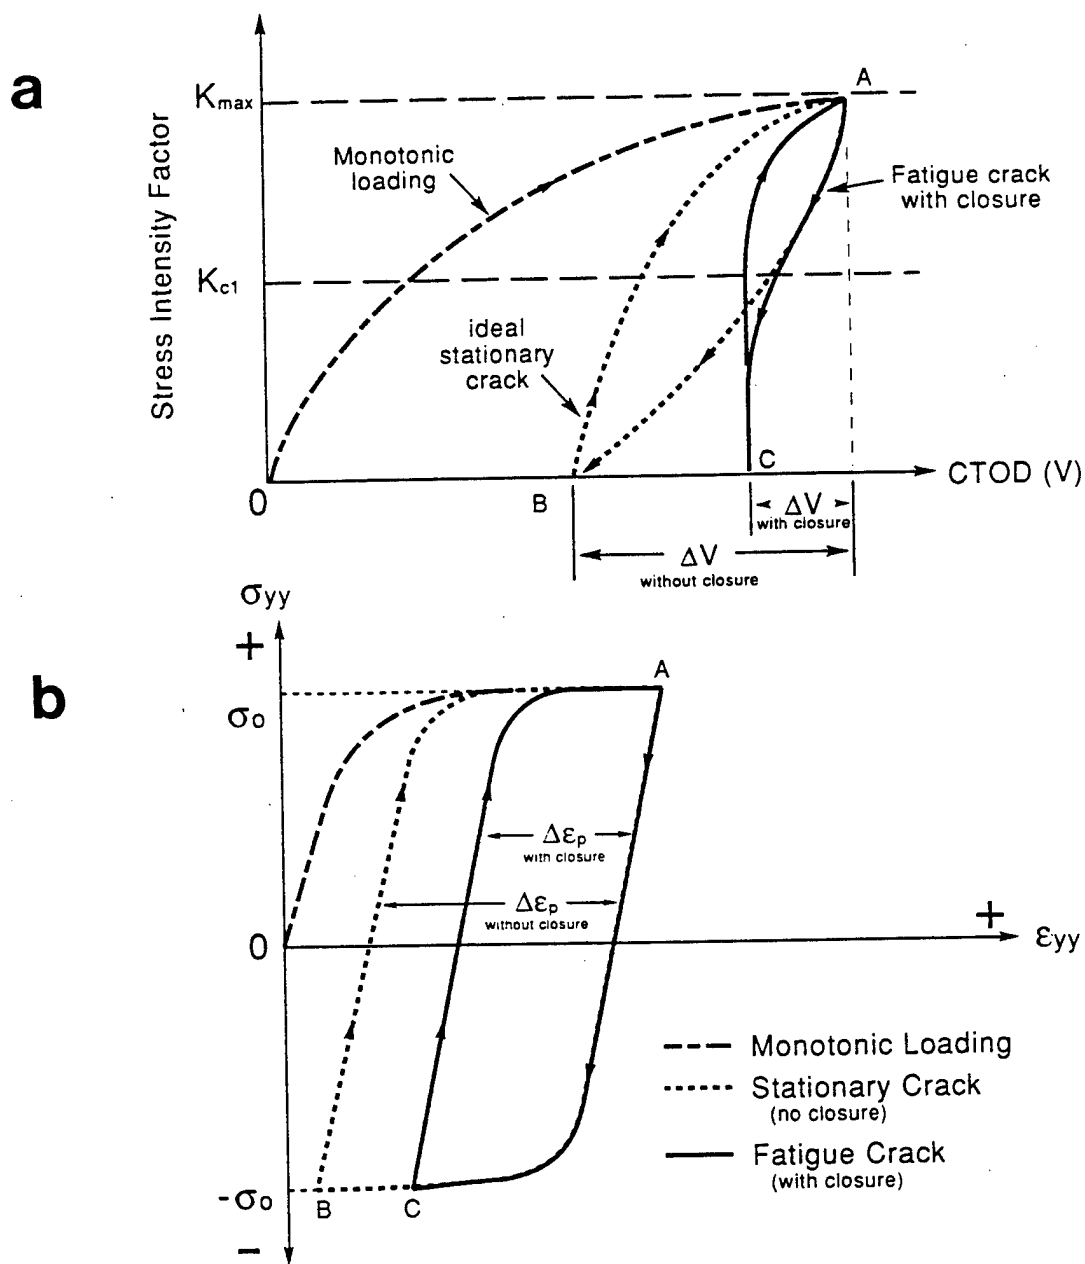 a
Stress Intensity Factor
Kmax
Kc1
Monotonic
loading
A
Fatigue crack
with closure
ideal
stationary
crack
0
B
C
CTOD (V)
ΔV
with closure
ΔV
without closure
b
σyy
+
σo
A
Δεp
with closure
Δεp
without closure
0
+
εyy
Monotonic Loading
Stationary Crack
(no closure)
Fatigue Crack
(with closure)
-σo
B
C
-